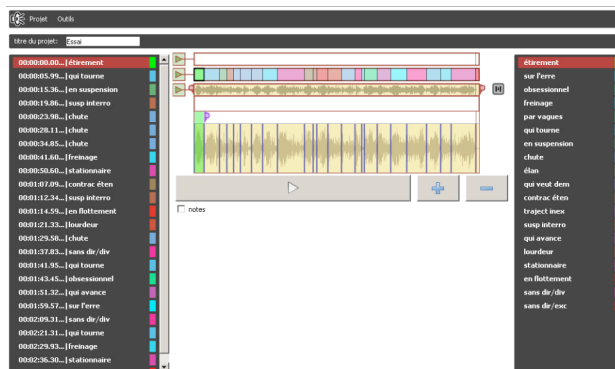 Projet Outils
titre du projet: Essai
00:00:00.00...|étirement
00:00:05.99...|qui tourne
00:00:15.36...|en suspension
00:00:19.86...|susp interro
00:00:23.98...|chute
00:00:28.11...|chute
00:00:34.85...|chute
00:00:41.60...|freinage
00:00:50.60...|stationnaire
00:01:07.09...|contrac éten
00:01:12.34...|susp interro
00:01:14.59...|en flottement
00:01:21.33...|lourdeur
00:01:29.58...|chute
00:01:37.83...|sans dir/div
00:01:41.95...|qui tourne
00:01:43.45...|obsessionnel
00:01:51.32...|qui avance
00:01:59.57...|sur l'erre
00:02:09.31...|sans dir/div
00:02:21.31...|qui tourne
00:02:29.93...|freinage
00:02:36.30...|stationnaire
notes
étirement
sur l'erre
obsessionnel
freinage
par vagues
qui tourne
en suspension
chute
élan
qui veut dem
contrac éten
traject inex
susp interro
qui avance
lourdeur
stationnaire
en flottement
sans dir/div
sans dir/exc